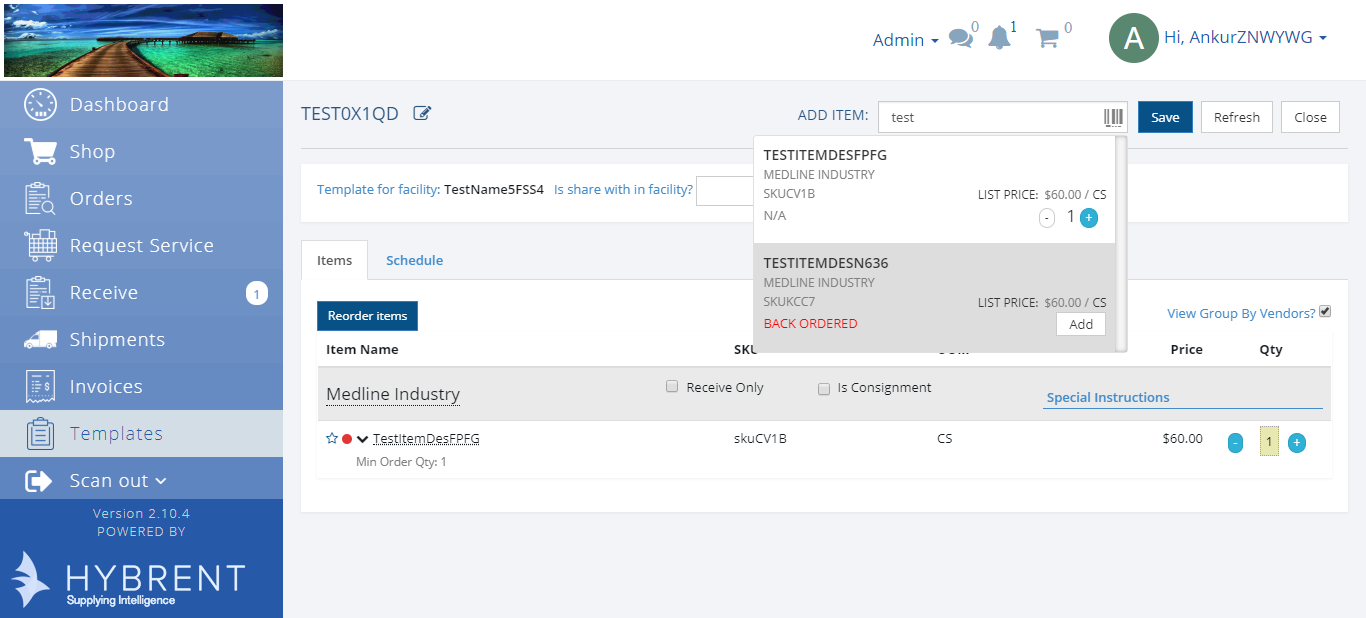 Admin
0
1
0
A
Hi, AnkurZNWYWG
Dashboard
Shop
Orders
Request Service
Receive
1
Shipments
Invoices
Templates
Scan out
Version 2.10.4
POWERED BY
HYBRENT
Supplying Intelligence
TEST0X1QD
ADD ITEM:
test
Save
Refresh
Close
TESTITEMDESFPFG
MEDLINE INDUSTRY
SKUCV1B
LIST PRICE: $60.00 / CS
N/A
- 1 +
TESTITEMDESN636
MEDLINE INDUSTRY
SKUKCC7
LIST PRICE: $60.00 / CS
BACK ORDERED
Add
Template for facility: TestName5FSS4 Is share with in facility?
Items
Schedule
Reorder items
View Group By Vendors?
Item Name
SKU
Price
Qty
Medline Industry
Receive Only
Is Consignment
Special Instructions
TestItemDesFPFG
skuCV1B
CS
$60.00
- 1 +
Min Order Qty: 1